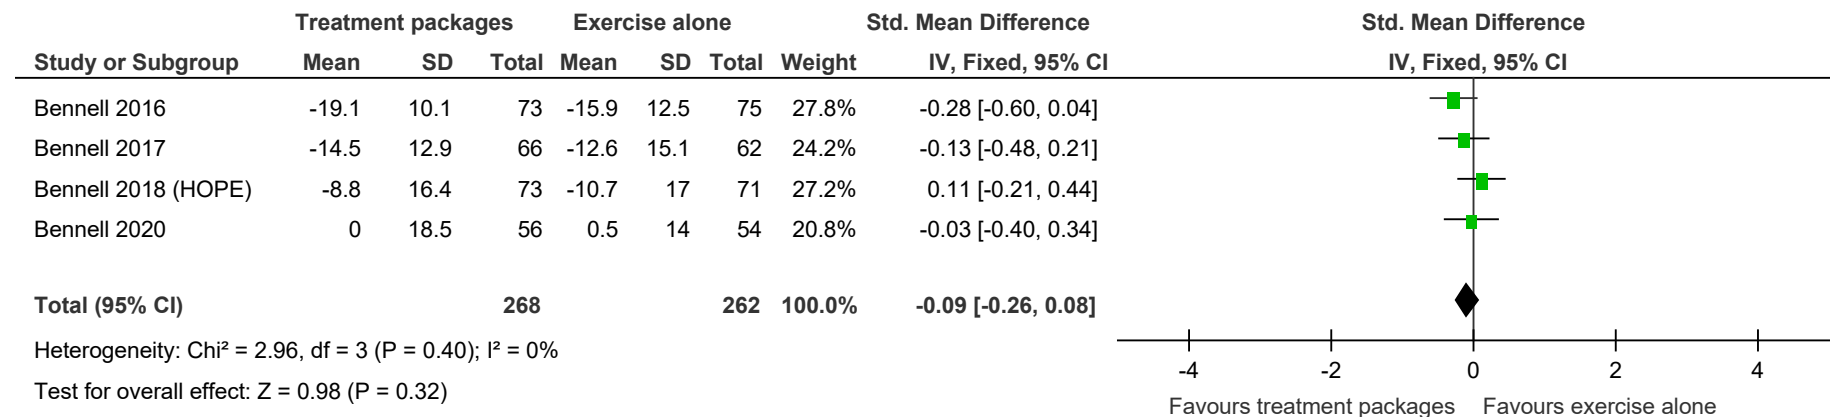 Treatment packages Exercise alone Std. Mean Difference Std. Mean Difference
Study or Subgroup Mean SD Total Mean SD Total Weight IV, Fixed, 95% CI IV, Fixed, 95% CI
Bennell 2016 -19.1 10.1 73 -15.9 12.5 75 27.8% -0.28 [-0.60, 0.04]
Bennell 2017 -14.5 12.9 66 -12.6 15.1 62 24.2% -0.13 [-0.48, 0.21]
Bennell 2018 (HOPE) -8.8 16.4 73 -10.7 17 71 27.2% 0.11 [-0.21, 0.44]
Bennell 2020 0 18.5 56 0.5 14 54 20.8% -0.03 [-0.40, 0.34]
Total (95% CI) 268 262 100.0% -0.09 [-0.26, 0.08]
Heterogeneity: Chi² = 2.96, df = 3 (P = 0.40); I² = 0%
Test for overall effect: Z = 0.98 (P = 0.32)
-4 -2 0 2 4
Favours treatment packages Favours exercise alone